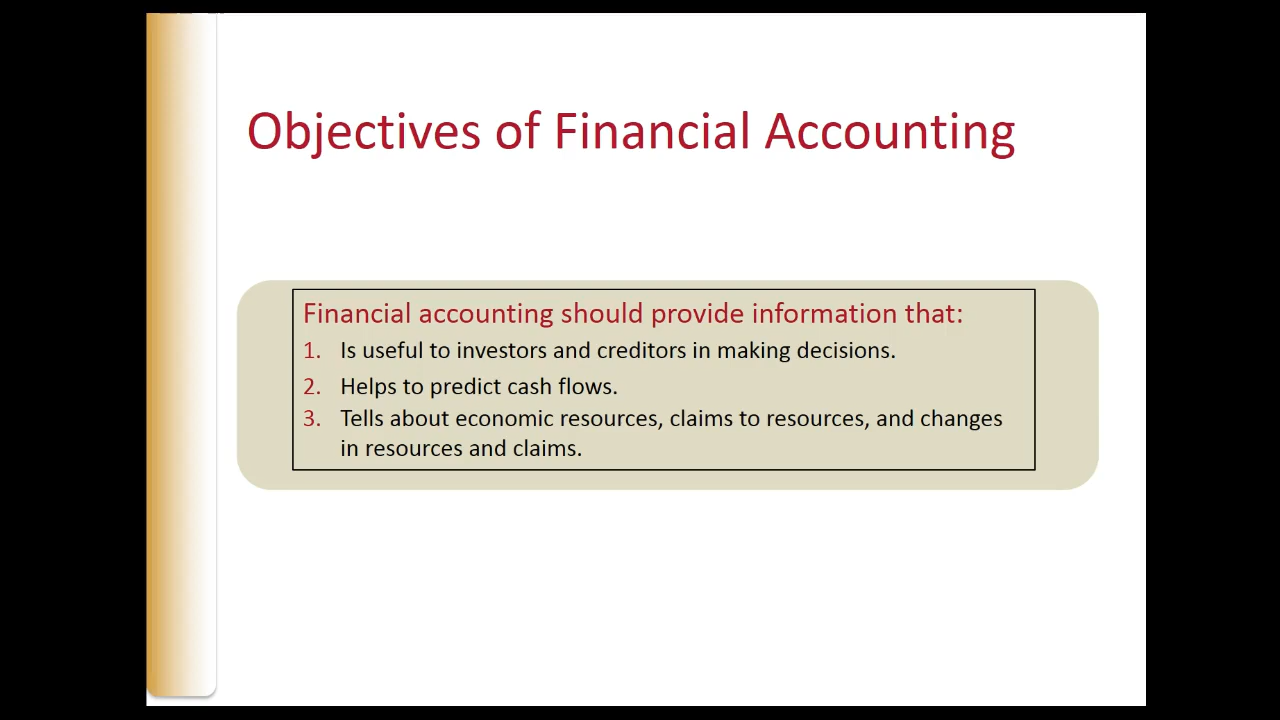 Objectives of Financial Accounting
Financial accounting should provide information that:
1. Is useful to investors and creditors in making decisions.
2. Helps to predict cash flows.
3. Tells about economic resources, claims to resources, and changes
in resources and claims.